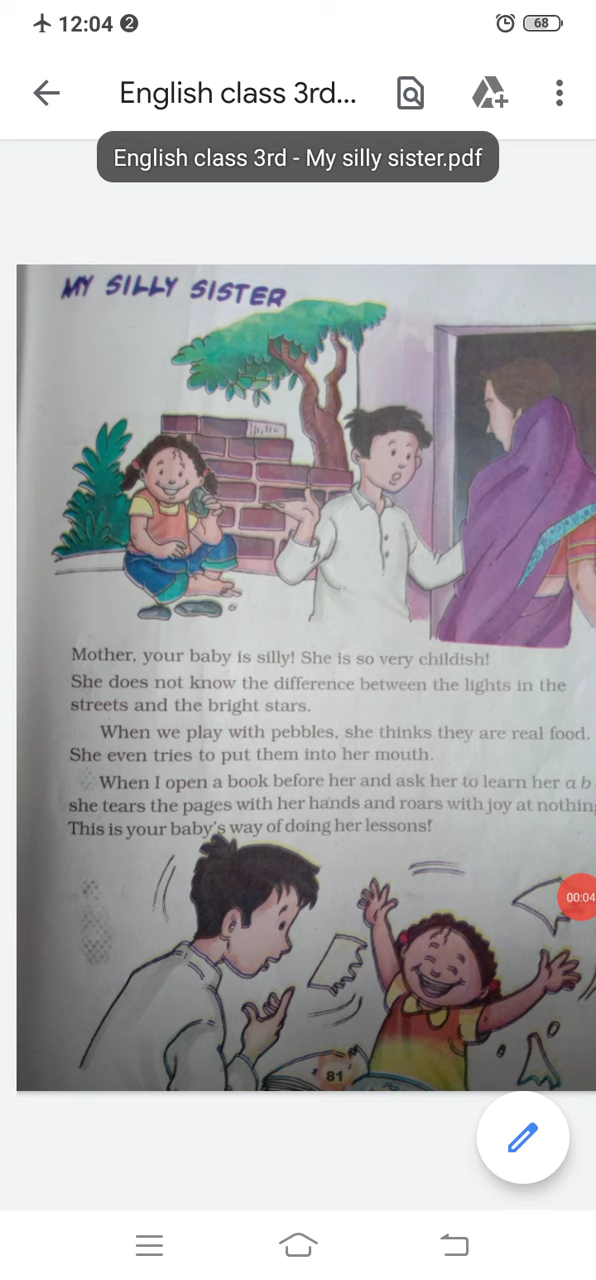 12:04 2
68
English class 3rd...
English class 3rd - My silly sister.pdf
MY SILLY SISTER
Mother, your baby is silly! She is so very childish!
She does not know the difference between the lights in the
streets and the bright stars.
When we play with pebbles, she thinks they are real food.
She even tries to put them into her mouth.
When I open a book before her and ask her to learn her a b
she tears the pages with her hands and roars with joy at nothin
This is your baby's way of doing her lessons!
00:04
81